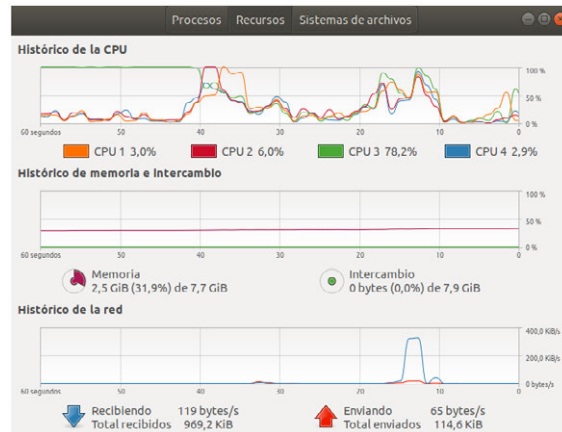 Procesos Recursos Sistemas de archivos
Histórico de la CPU
100 %
50 %
0 %
60 segundos 50 40 30 20 10 0
CPU 1 3,0% CPU 2 6,0% CPU 3 78,2% CPU 4 2,9%
Histórico de memoria e intercambio
100 %
50 %
0 %
60 segundos 50 40 30 20 10 0
Memoria
2,5 GiB (31,9%) de 7,7 GiB
Intercambio
0 bytes (0,0%) de 7,9 GiB
Histórico de la red
400,0 KiB/s
200,0 KiB/s
0 bytes/s
60 segundos 50 40 30 20 10 0
Recibiendo 119 bytes/s
Total recibidos 969,2 KiB
Enviando 65 bytes/s
Total enviados 114,6 KiB